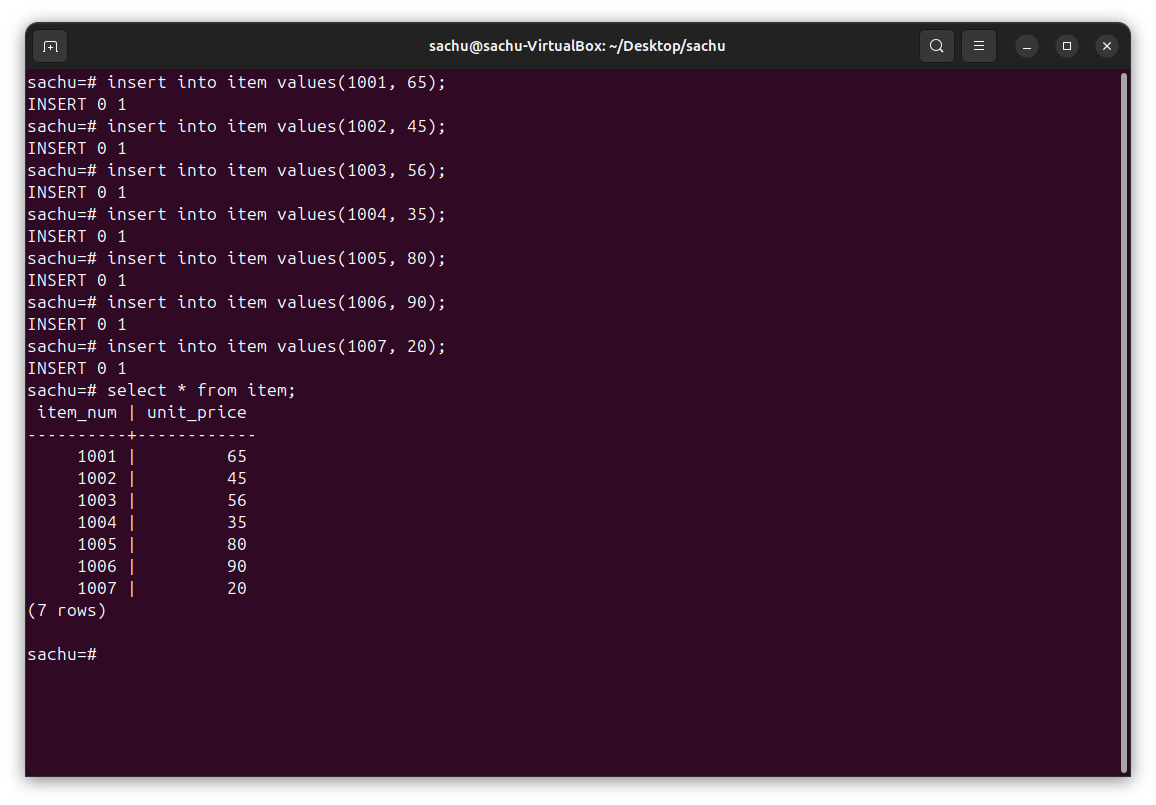 sachu@sachu-VirtualBox: ~/Desktop/sachu
sachu=# insert into item values(1001, 65);
INSERT 0 1
sachu=# insert into item values(1002, 45);
INSERT 0 1
sachu=# insert into item values(1003, 56);
INSERT 0 1
sachu=# insert into item values(1004, 35);
INSERT 0 1
sachu=# insert into item values(1005, 80);
INSERT 0 1
sachu=# insert into item values(1006, 90);
INSERT 0 1
sachu=# insert into item values(1007, 20);
INSERT 0 1
sachu=# select * from item;
 item_num | unit_price
----------+------------
     1001 |         65
     1002 |         45
     1003 |         56
     1004 |         35
     1005 |         80
     1006 |         90
     1007 |         20
(7 rows)

sachu=#